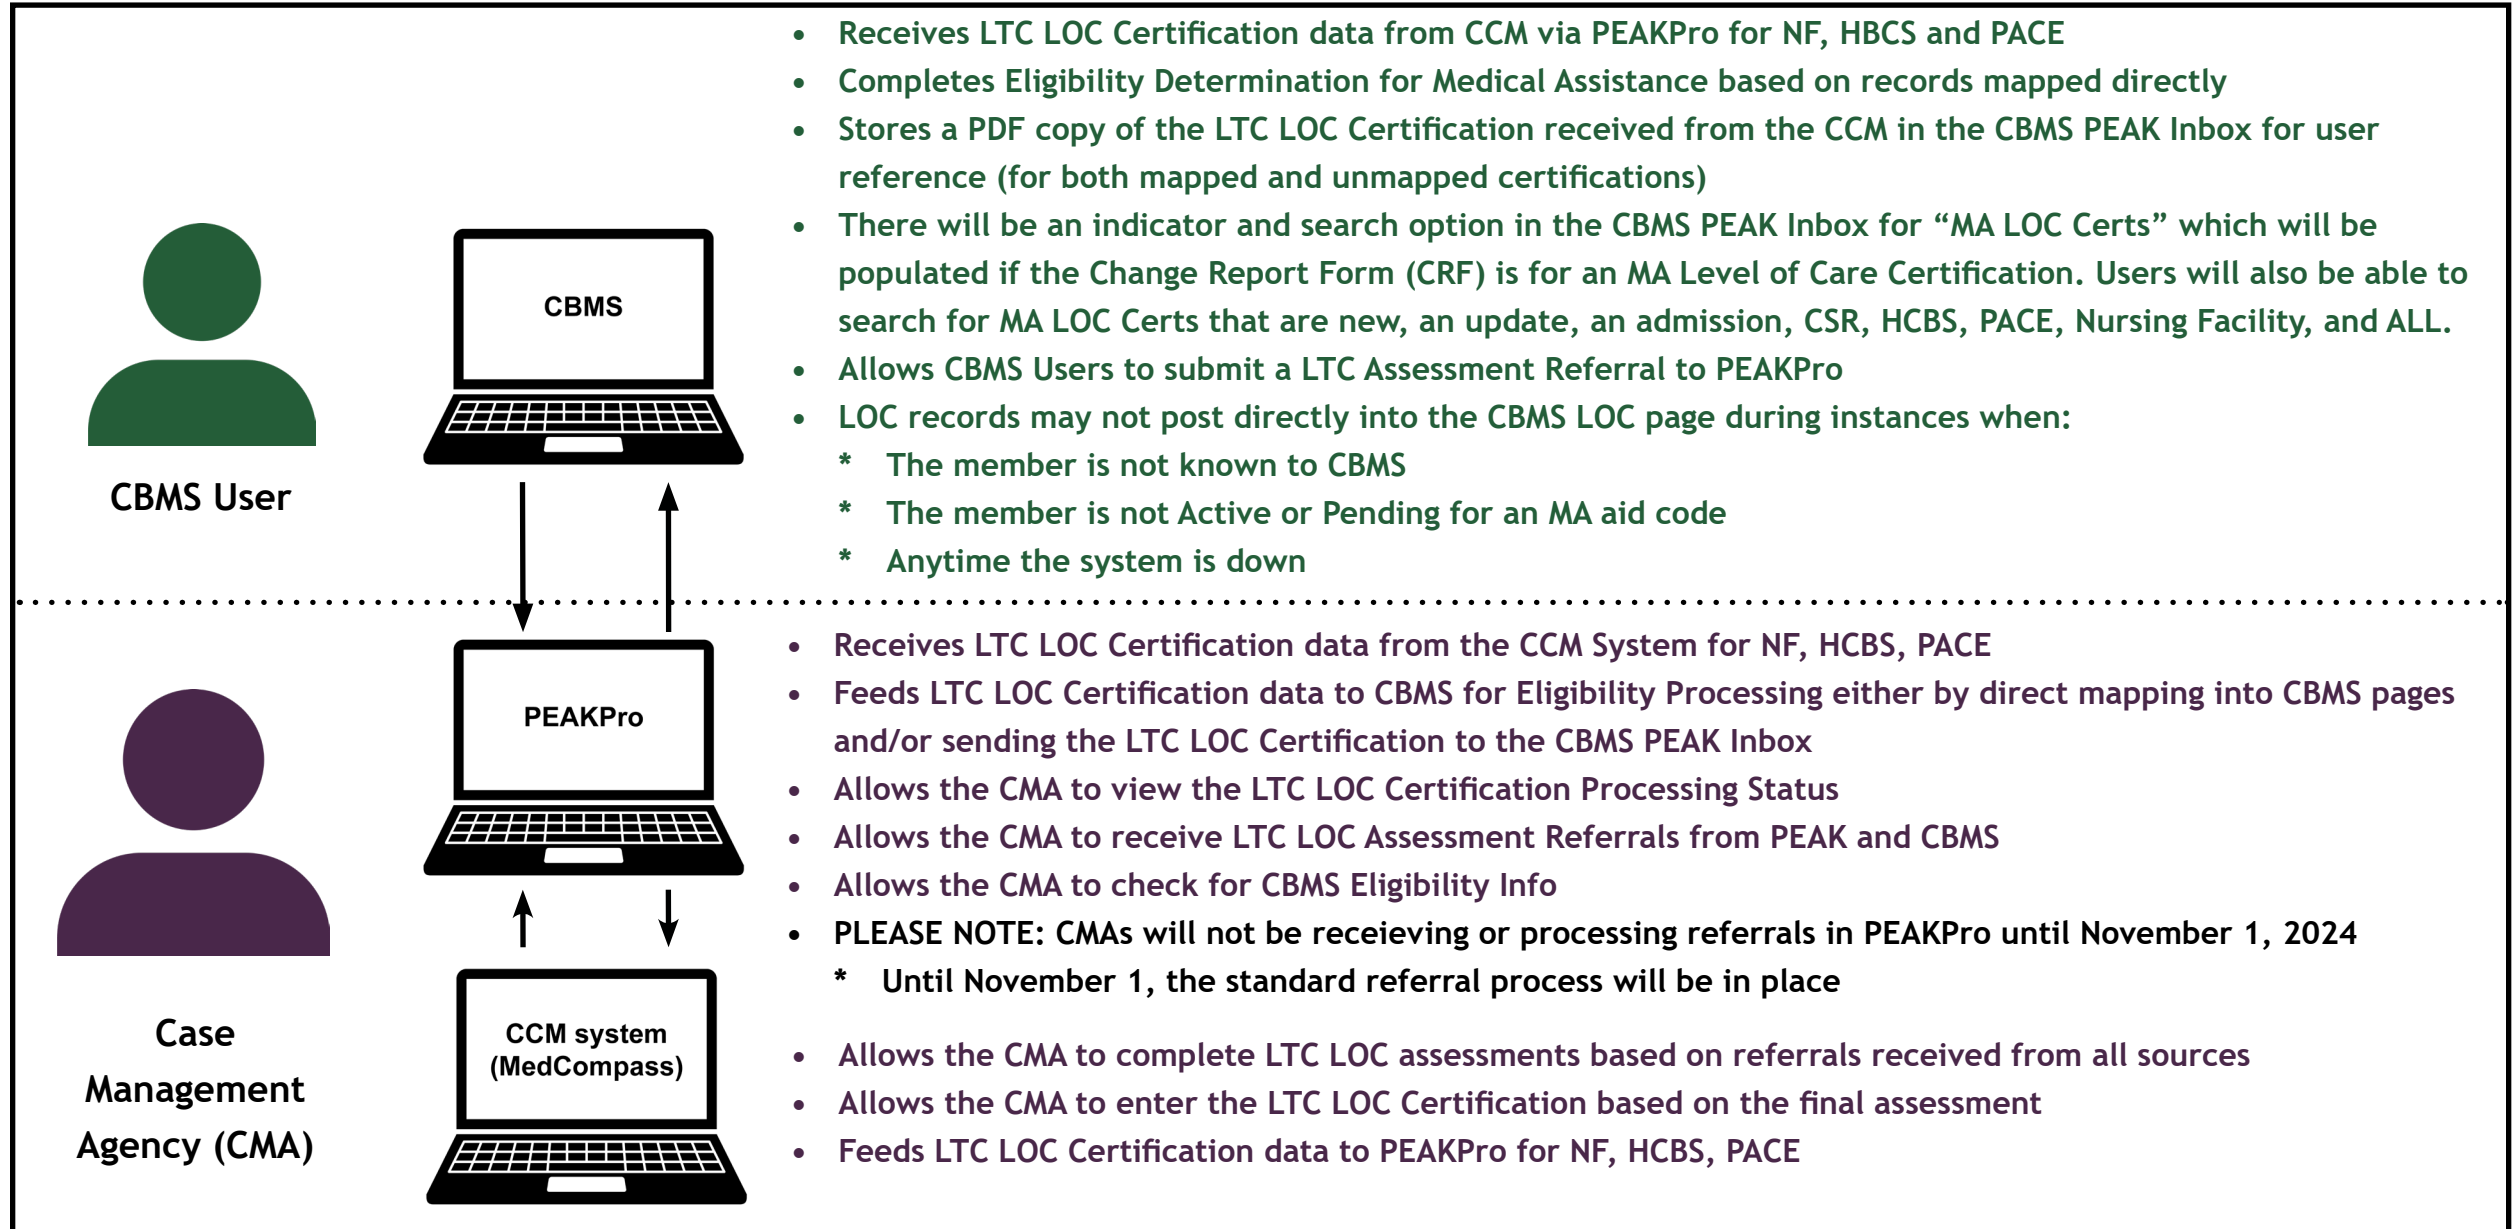 • Receives LTC LOC Certification data from CCM via PEAKPro for NF, HBCS and PACE
• Completes Eligibility Determination for Medical Assistance based on records mapped directly
• Stores a PDF copy of the LTC LOC Certification received from the CCM in the CBMS PEAK Inbox for user
reference (for both mapped and unmapped certifications)
• There will be an indicator and search option in the CBMS PEAK Inbox for “MA LOC Certs” which will be
populated if the Change Report Form (CRF) is for an MA Level of Care Certification. Users will also be able to
search for MA LOC Certs that are new, an update, an admission, CSR, HCBS, PACE, Nursing Facility, and ALL.
• Allows CBMS Users to submit a LTC Assessment Referral to PEAKPro
• LOC records may not post directly into the CBMS LOC page during instances when:
* The member is not known to CBMS
* The member is not Active or Pending for an MA aid code
* Anytime the system is down
CBMS
CBMS User
• Receives LTC LOC Certification data from the CCM System for NF, HCBS, PACE
• Feeds LTC LOC Certification data to CBMS for Eligibility Processing either by direct mapping into CBMS pages
and/or sending the LTC LOC Certification to the CBMS PEAK Inbox
• Allows the CMA to view the LTC LOC Certification Processing Status
• Allows the CMA to receive LTC LOC Assessment Referrals from PEAK and CBMS
• Allows the CMA to check for CBMS Eligibility Info
• PLEASE NOTE: CMAs will not be receieving or processing referrals in PEAKPro until November 1, 2024
* Until November 1, the standard referral process will be in place
PEAKPro
• Allows the CMA to complete LTC LOC assessments based on referrals received from all sources
• Allows the CMA to enter the LTC LOC Certification based on the final assessment
• Feeds LTC LOC Certification data to PEAKPro for NF, HCBS, PACE
CCM system
(MedCompass)
Case
Management
Agency (CMA)